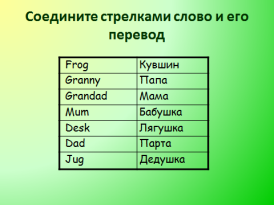 Соедините стрелками слово и его
перевод
Frog Кувшин
Granny Папа
Grandad Мама
Mum Бабушка
Desk Лягушка
Dad Парта
Jug Дедушка